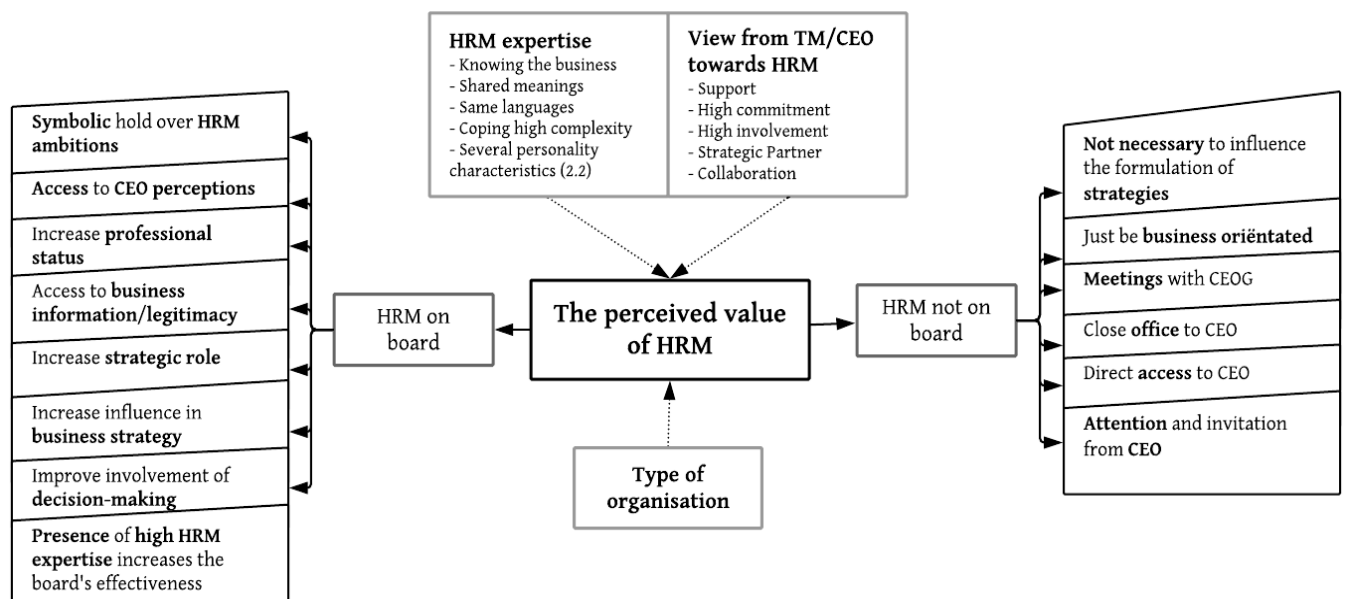 HRM expertise
- Knowing the business
- Shared meanings
- Same languages
- Coping high complexity
- Several personality
characteristics (2.2)
View from TM/CEO
towards HRM
- Support
- High commitment
- High involvement
- Strategic Partner
- Collaboration
Symbolic hold over HRM
ambitions
Access to CEO perceptions
Increase professional
status
Access to business
information/legitimacy
Increase strategic role
Increase influence in
business strategy
Improve involvement of
decision-making
Presence of high HRM
expertise increases the
board's effectiveness
HRM on
board
The perceived value
of HRM
HRM not on
board
Type of
organisation
Not necessary to influence
the formulation of
strategies
Just be business oriëntated
Meetings with CEOG
Close office to CEO
Direct access to CEO
Attention and invitation
from CEO